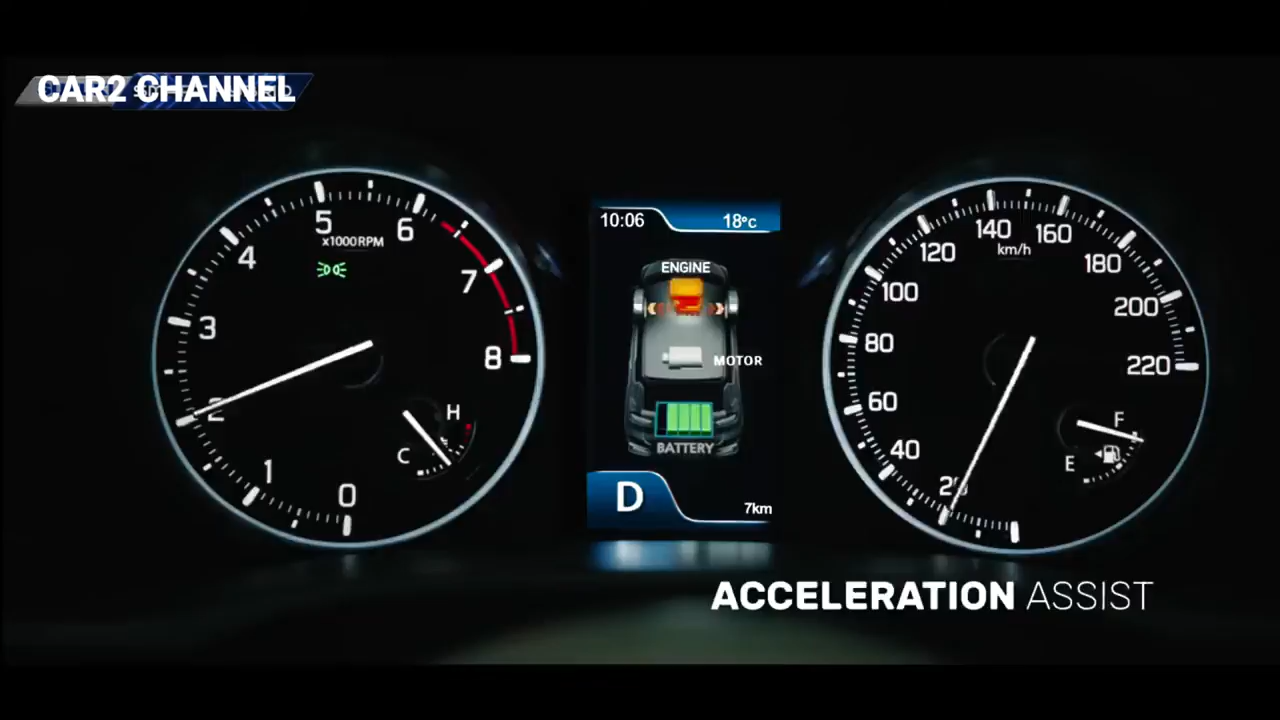 CAR2 CHANNEL
0
1
2
3
4
5
6
7
8
x1000RPM
C
H
10:06
18°C
ENGINE
MOTOR
BATTERY
D
7km
20
40
60
80
100
120
140
160
180
200
220
km/h
E
F
ACCELERATION ASSIST